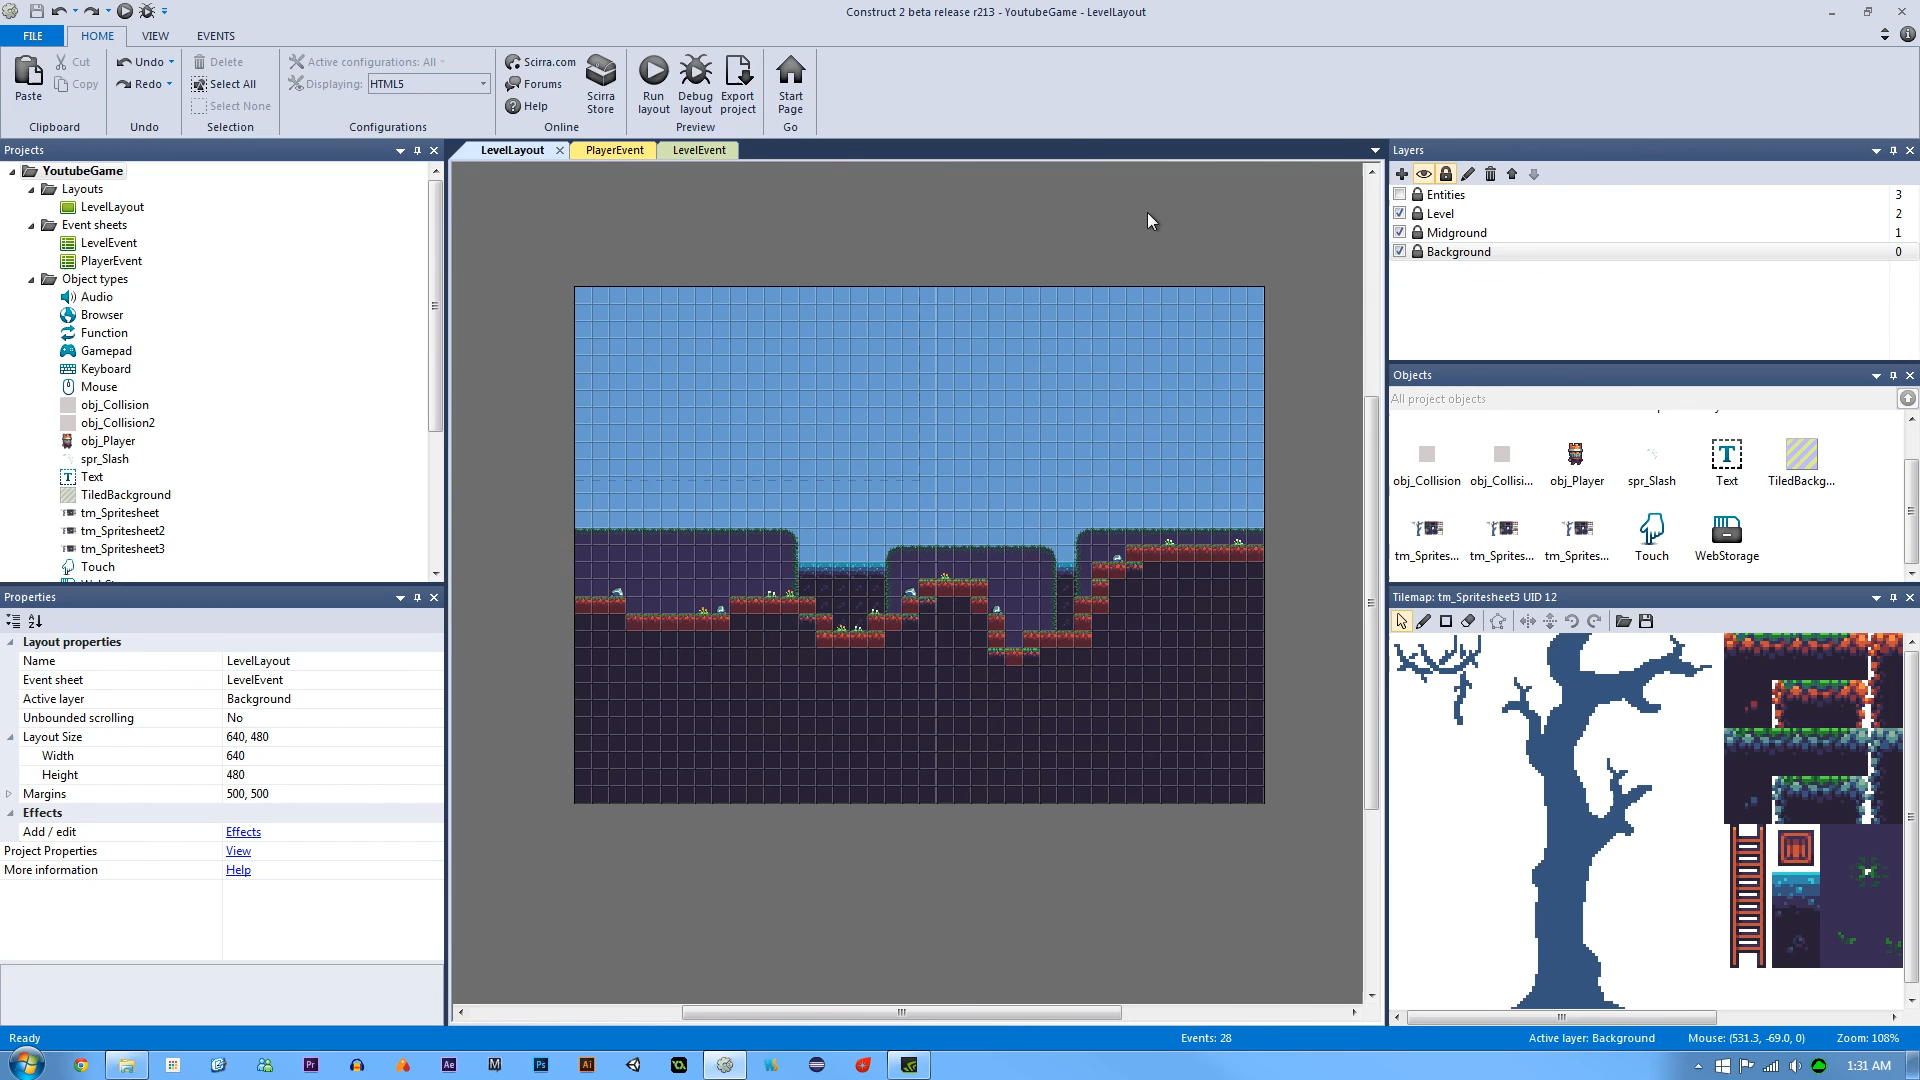 Construct 2 beta release r213 - YoutubeGame - LevelLayout
FILE
HOME
VIEW
EVENTS
Paste
Cut
Copy
Clipboard
Undo
Redo
Undo
Delete
Select All
Select None
Selection
Active configurations: All
Displaying:
HTML5
Configurations
Scirra.com
Forums
Help
Scirra Store
Online
Run layout
Debug layout
Export project
Preview
Start Page
Go
Projects
YoutubeGame
Layouts
LevelLayout
Event sheets
LevelEvent
PlayerEvent
Object types
Audio
Browser
Function
Gamepad
Keyboard
Mouse
obj_Collision
obj_Collision2
obj_Player
spr_Slash
Text
TiledBackground
tm_Spritesheet
tm_Spritesheet2
tm_Spritesheet3
Touch
Properties
Layout properties
Name LevelLayout
Event sheet LevelEvent
Active layer Background
Unbounded scrolling No
Layout Size 640, 480
Width 640
Height 480
Margins 500, 500
Effects
Add / edit Effects
Project Properties View
More information Help
LevelLayout
PlayerEvent
LevelEvent
Layers
Entities 3
Level 2
Midground 1
Background 0
Objects
All project objects
obj_Collision
obj_Collisi...
obj_Player
spr_Slash
Text
TiledBackg...
tm_Sprites...
tm_Sprites...
tm_Sprites...
Touch
WebStorage
Tilemap: tm_Spritesheet3 UID 12
Ready
Events: 28
Active layer: Background
Mouse: (531.3, -69.0, 0)
Zoom: 108%
Pr
Ae
M
Ps
Ai
1:31 AM